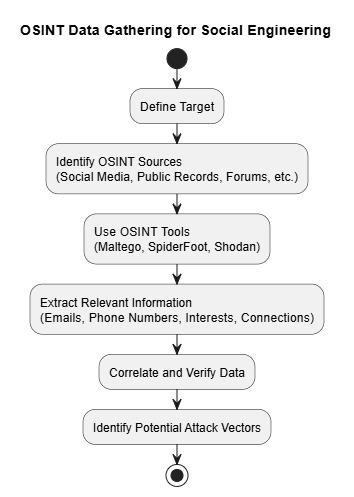 OSINT Data Gathering for Social Engineering
Define Target
Identify OSINT Sources
(Social Media, Public Records, Forums, etc.)
Use OSINT Tools
(Maltego, SpiderFoot, Shodan)
Extract Relevant Information
(Emails, Phone Numbers, Interests, Connections)
Correlate and Verify Data
Identify Potential Attack Vectors